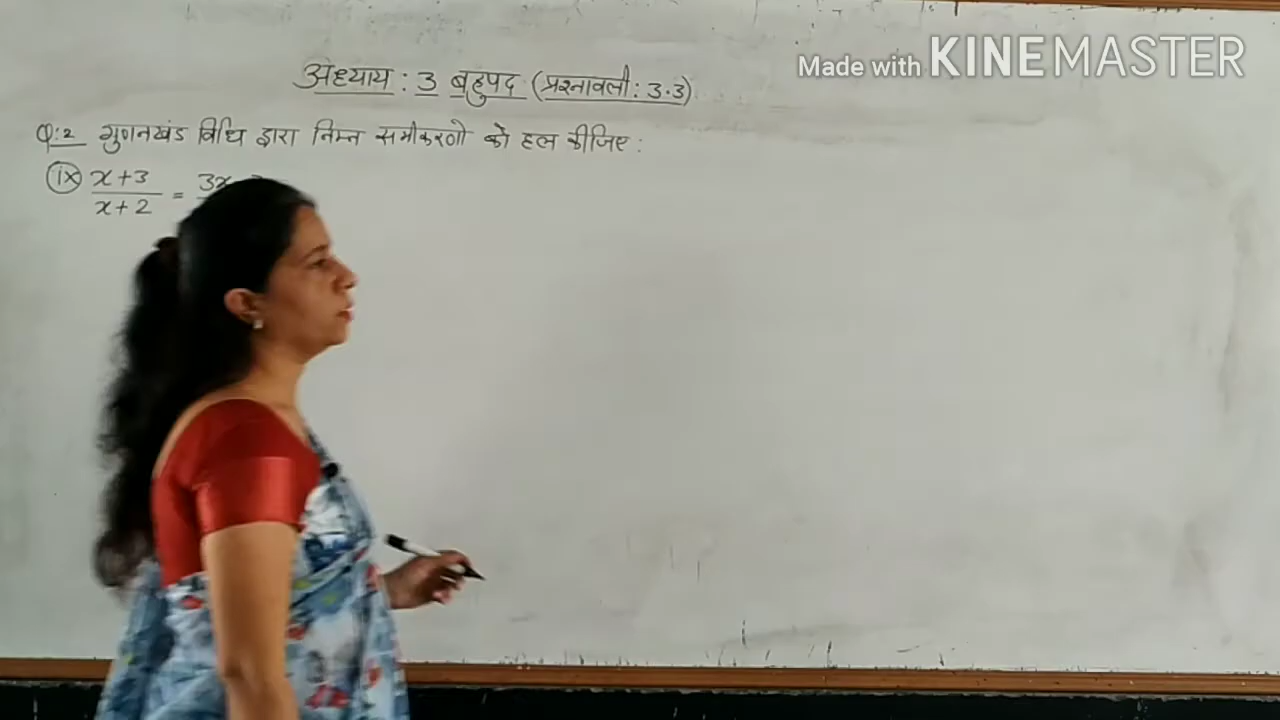 Made with KINEMASTER
अध्याय : 3 बहुपद (प्रश्नावली : 3.3)
Q:2 गुणनखंड विधि द्वारा निम्न समीकरणो को हल कीजिए :
(ix) x+3 / x+2 = 3x